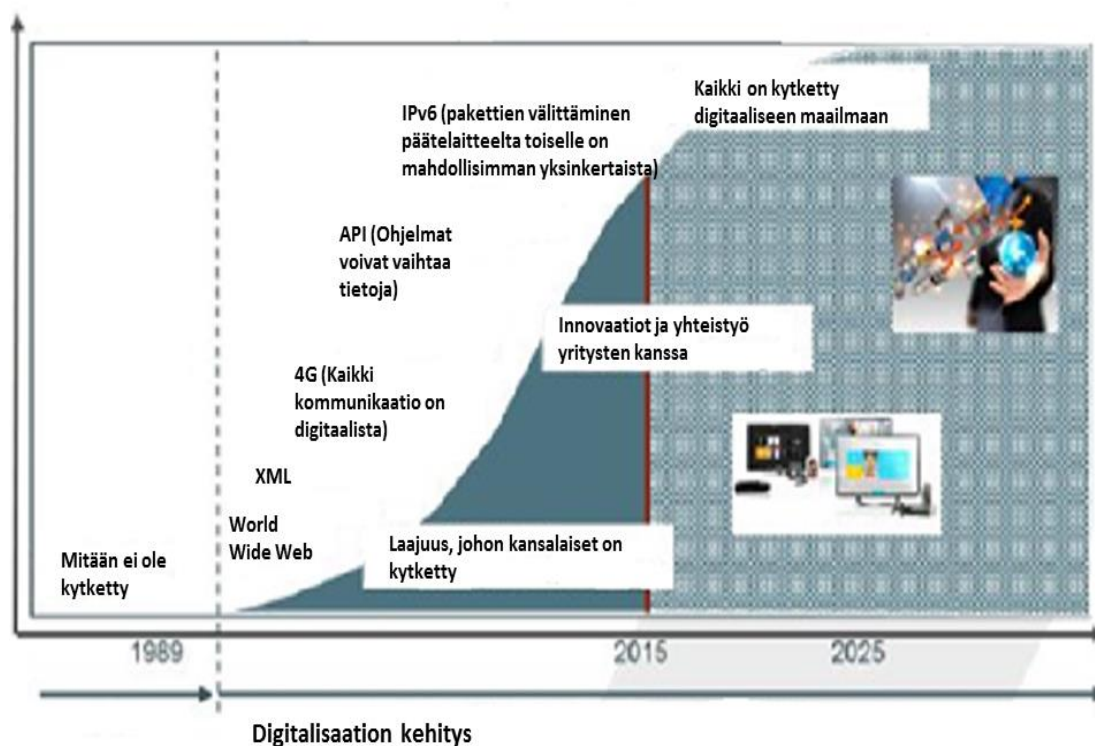 IPv6 (pakettien välittäminen
päätelaitteelta toiselle on
mahdollisimman yksinkertaista)
Kaikki on kytketty
digitaaliseen maailmaan
API (Ohjelmat
voivat vaihtaa
tietoja)
Innovaatiot ja yhteistyö
yritysten kanssa
4G (Kaikki
kommunikaatio on
digitaalista)
XML
World
Wide Web
Laajuus, johon kansalaiset on
kytketty
Mitään ei ole
kytketty
1989
2015
2025
Digitalisaation kehitys